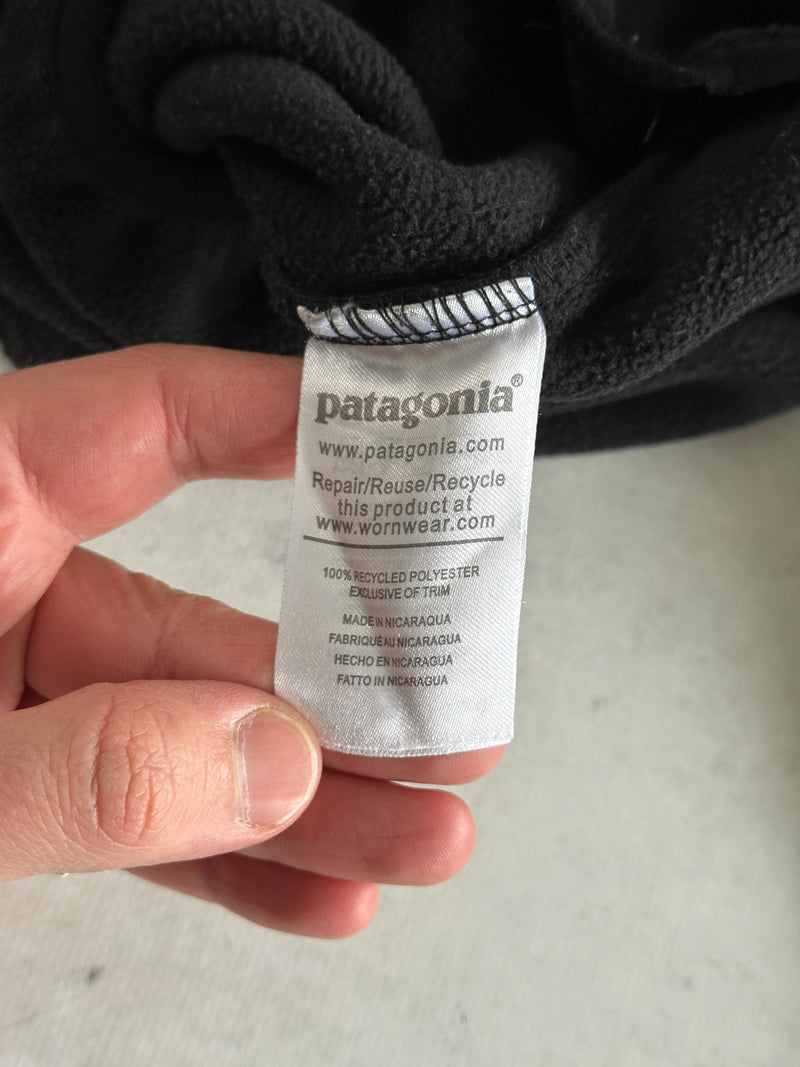 patagonia®
www.patagonia.com
Repair/Reuse/Recycle
this product at
www.wornwear.com
100% RECYCLED POLYESTER
EXCLUSIVE OF TRIM
MADE IN NICARAQUA
FABRIQUÉ AU NICARAGUA
HECHO EN NICARAGUA
FATTO IN NICARAGUA